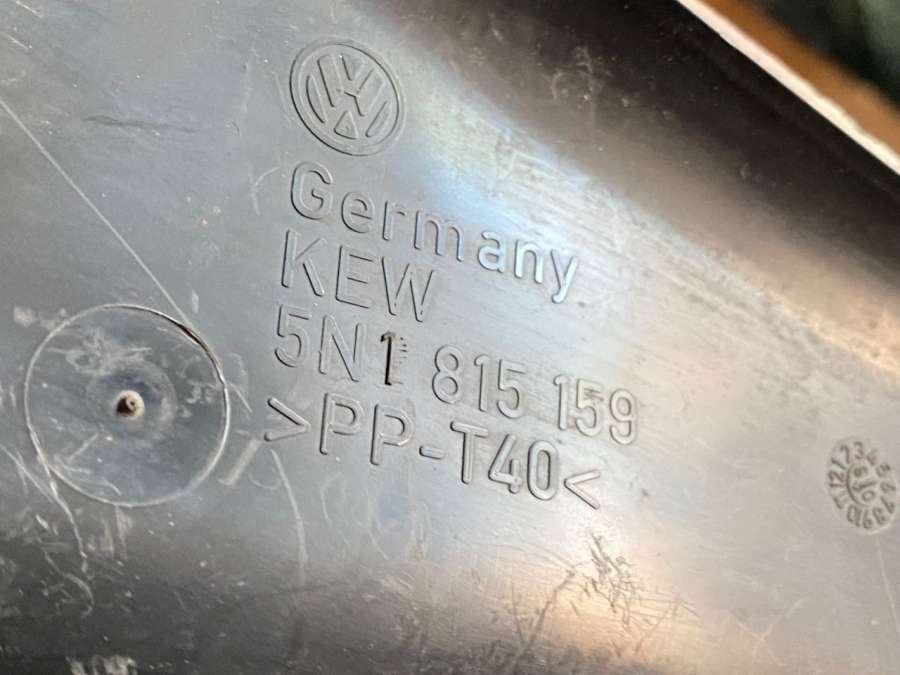 Germany
KEW
5N1 815 159
>PP-T40<